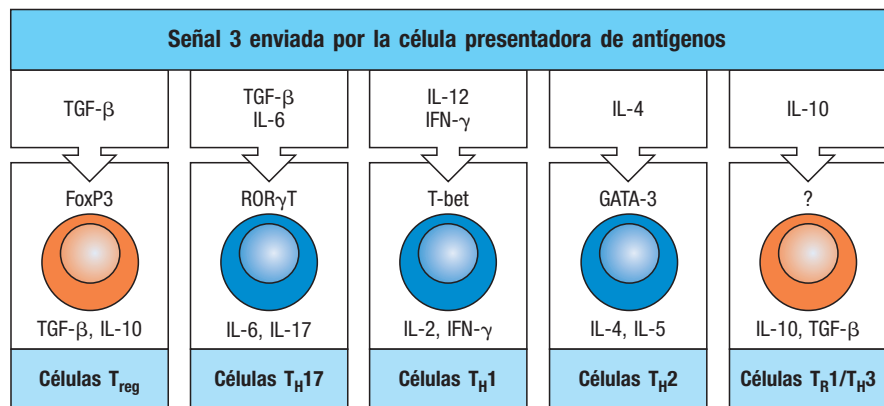 Señal 3 enviada por la célula presentadora de antígenos
TGF-β
TGF-β
IL-6
IL-12
IFN-γ
IL-4
IL-10
FoxP3
RORγT
T-bet
GATA-3
?
TGF-β, IL-10
IL-6, IL-17
IL-2, IFN-γ
IL-4, IL-5
IL-10, TGF-β
Células Treg
Células TH17
Células TH1
Células TH2
Células TR1/TH3